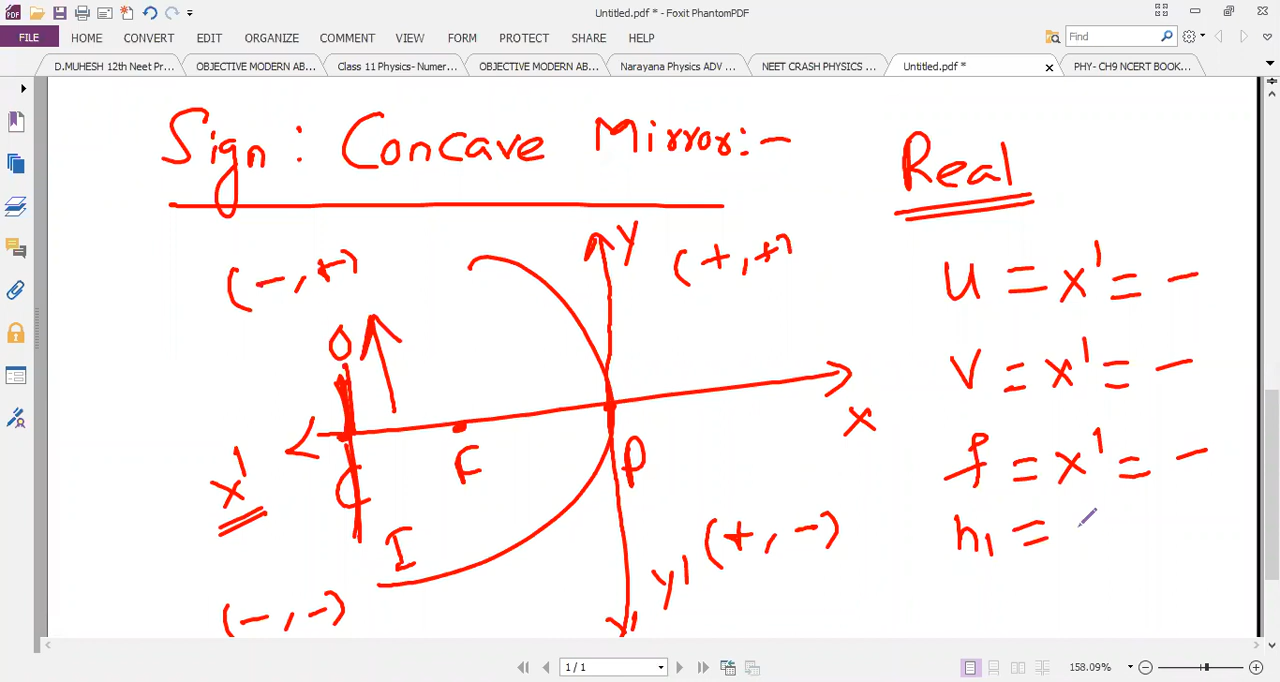 Untitled.pdf * - Foxit PhantomPDF
FILE HOME CONVERT EDIT ORGANIZE COMMENT VIEW FORM PROTECT SHARE HELP
Find
D.MUHESH 12th Neet Pr... OBJECTIVE MODERN AB... Class 11 Physics- Numer... OBJECTIVE MODERN AB... Narayana Physics ADV ... NEET CRASH PHYSICS ... Untitled.pdf * PHY- CH9 NCERT BOOK...
Sign : Concave Mirror:-
Real
(-, +)
Y
(+, +)
u = x' = -
O
v = x' = -
X
x'
C
F
P
f = x' = -
I
y'
(+, -)
h1 =
(-, -)
1 / 1
158.09%